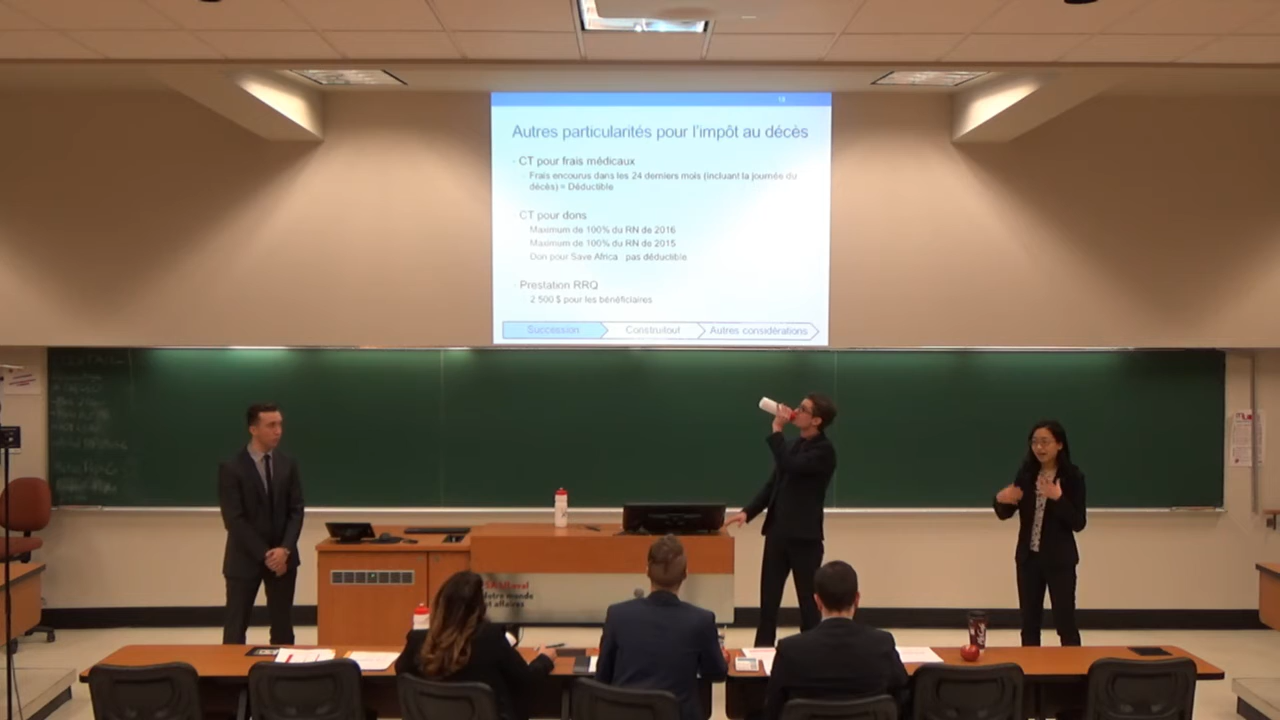 18
Autres particularités pour l'impôt au décès
CT pour frais médicaux
Frais encourus dans les 24 derniers mois (incluant la journée du
décès) = Déductible
CT pour dons
Maximum de 100% du RN de 2016
Maximum de 100% du RN de 2015
Don pour Save Africa : pas déductible
Prestation RRQ
2 500 $ pour les bénéficiaires
Succession
Construitout
Autres considérations